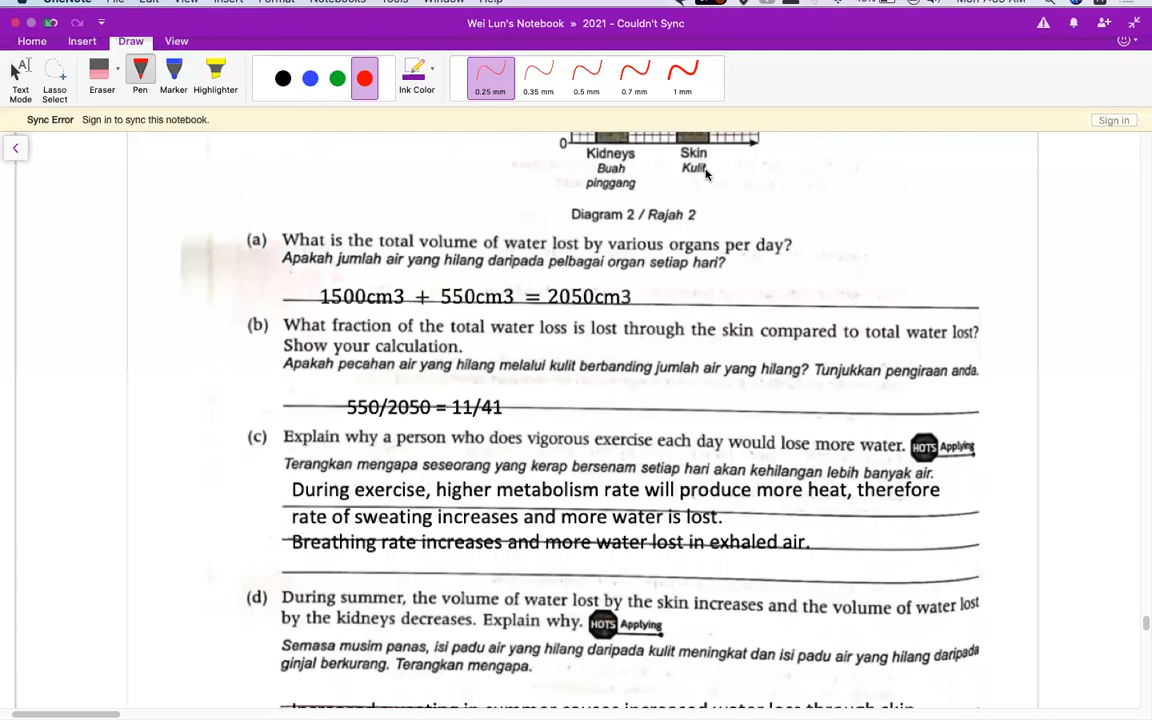 Wei Lun's Notebook » 2021 - Couldn't Sync
Home Insert Draw View
Text Mode
Lasso Select
Eraser
Pen
Marker
Highlighter
Ink Color
0.25 mm
0.35 mm
0.5 mm
0.7 mm
1 mm
Sync Error Sign in to sync this notebook.
Sign in
0
Kidneys
Buah
pinggang
Skin
Kulit
Diagram 2 / Rajah 2
(a) What is the total volume of water lost by various organs per day?
Apakah jumlah air yang hilang daripada pelbagai organ setiap hari?
1500cm3 + 550cm3 = 2050cm3
(b) What fraction of the total water loss is lost through the skin compared to total water lost?
Show your calculation.
Apakah pecahan air yang hilang melalui kulit berbanding jumlah air yang hilang? Tunjukkan pengiraan anda.
550/2050 = 11/41
(c) Explain why a person who does vigorous exercise each day would lose more water. HOTS Applying
Terangkan mengapa seseorang yang kerap bersenam setiap hari akan kehilangan lebih banyak air.
During exercise, higher metabolism rate will produce more heat, therefore
rate of sweating increases and more water is lost.
Breathing rate increases and more water lost in exhaled air.
(d) During summer, the volume of water lost by the skin increases and the volume of water lost
by the kidneys decreases. Explain why. HOTS Applying
Semasa musim panas, isi padu air yang hilang daripada kulit meningkat dan isi padu air yang hilang daripada
ginjal berkurang. Terangkan mengapa.
in summer causes increased water loss through skin